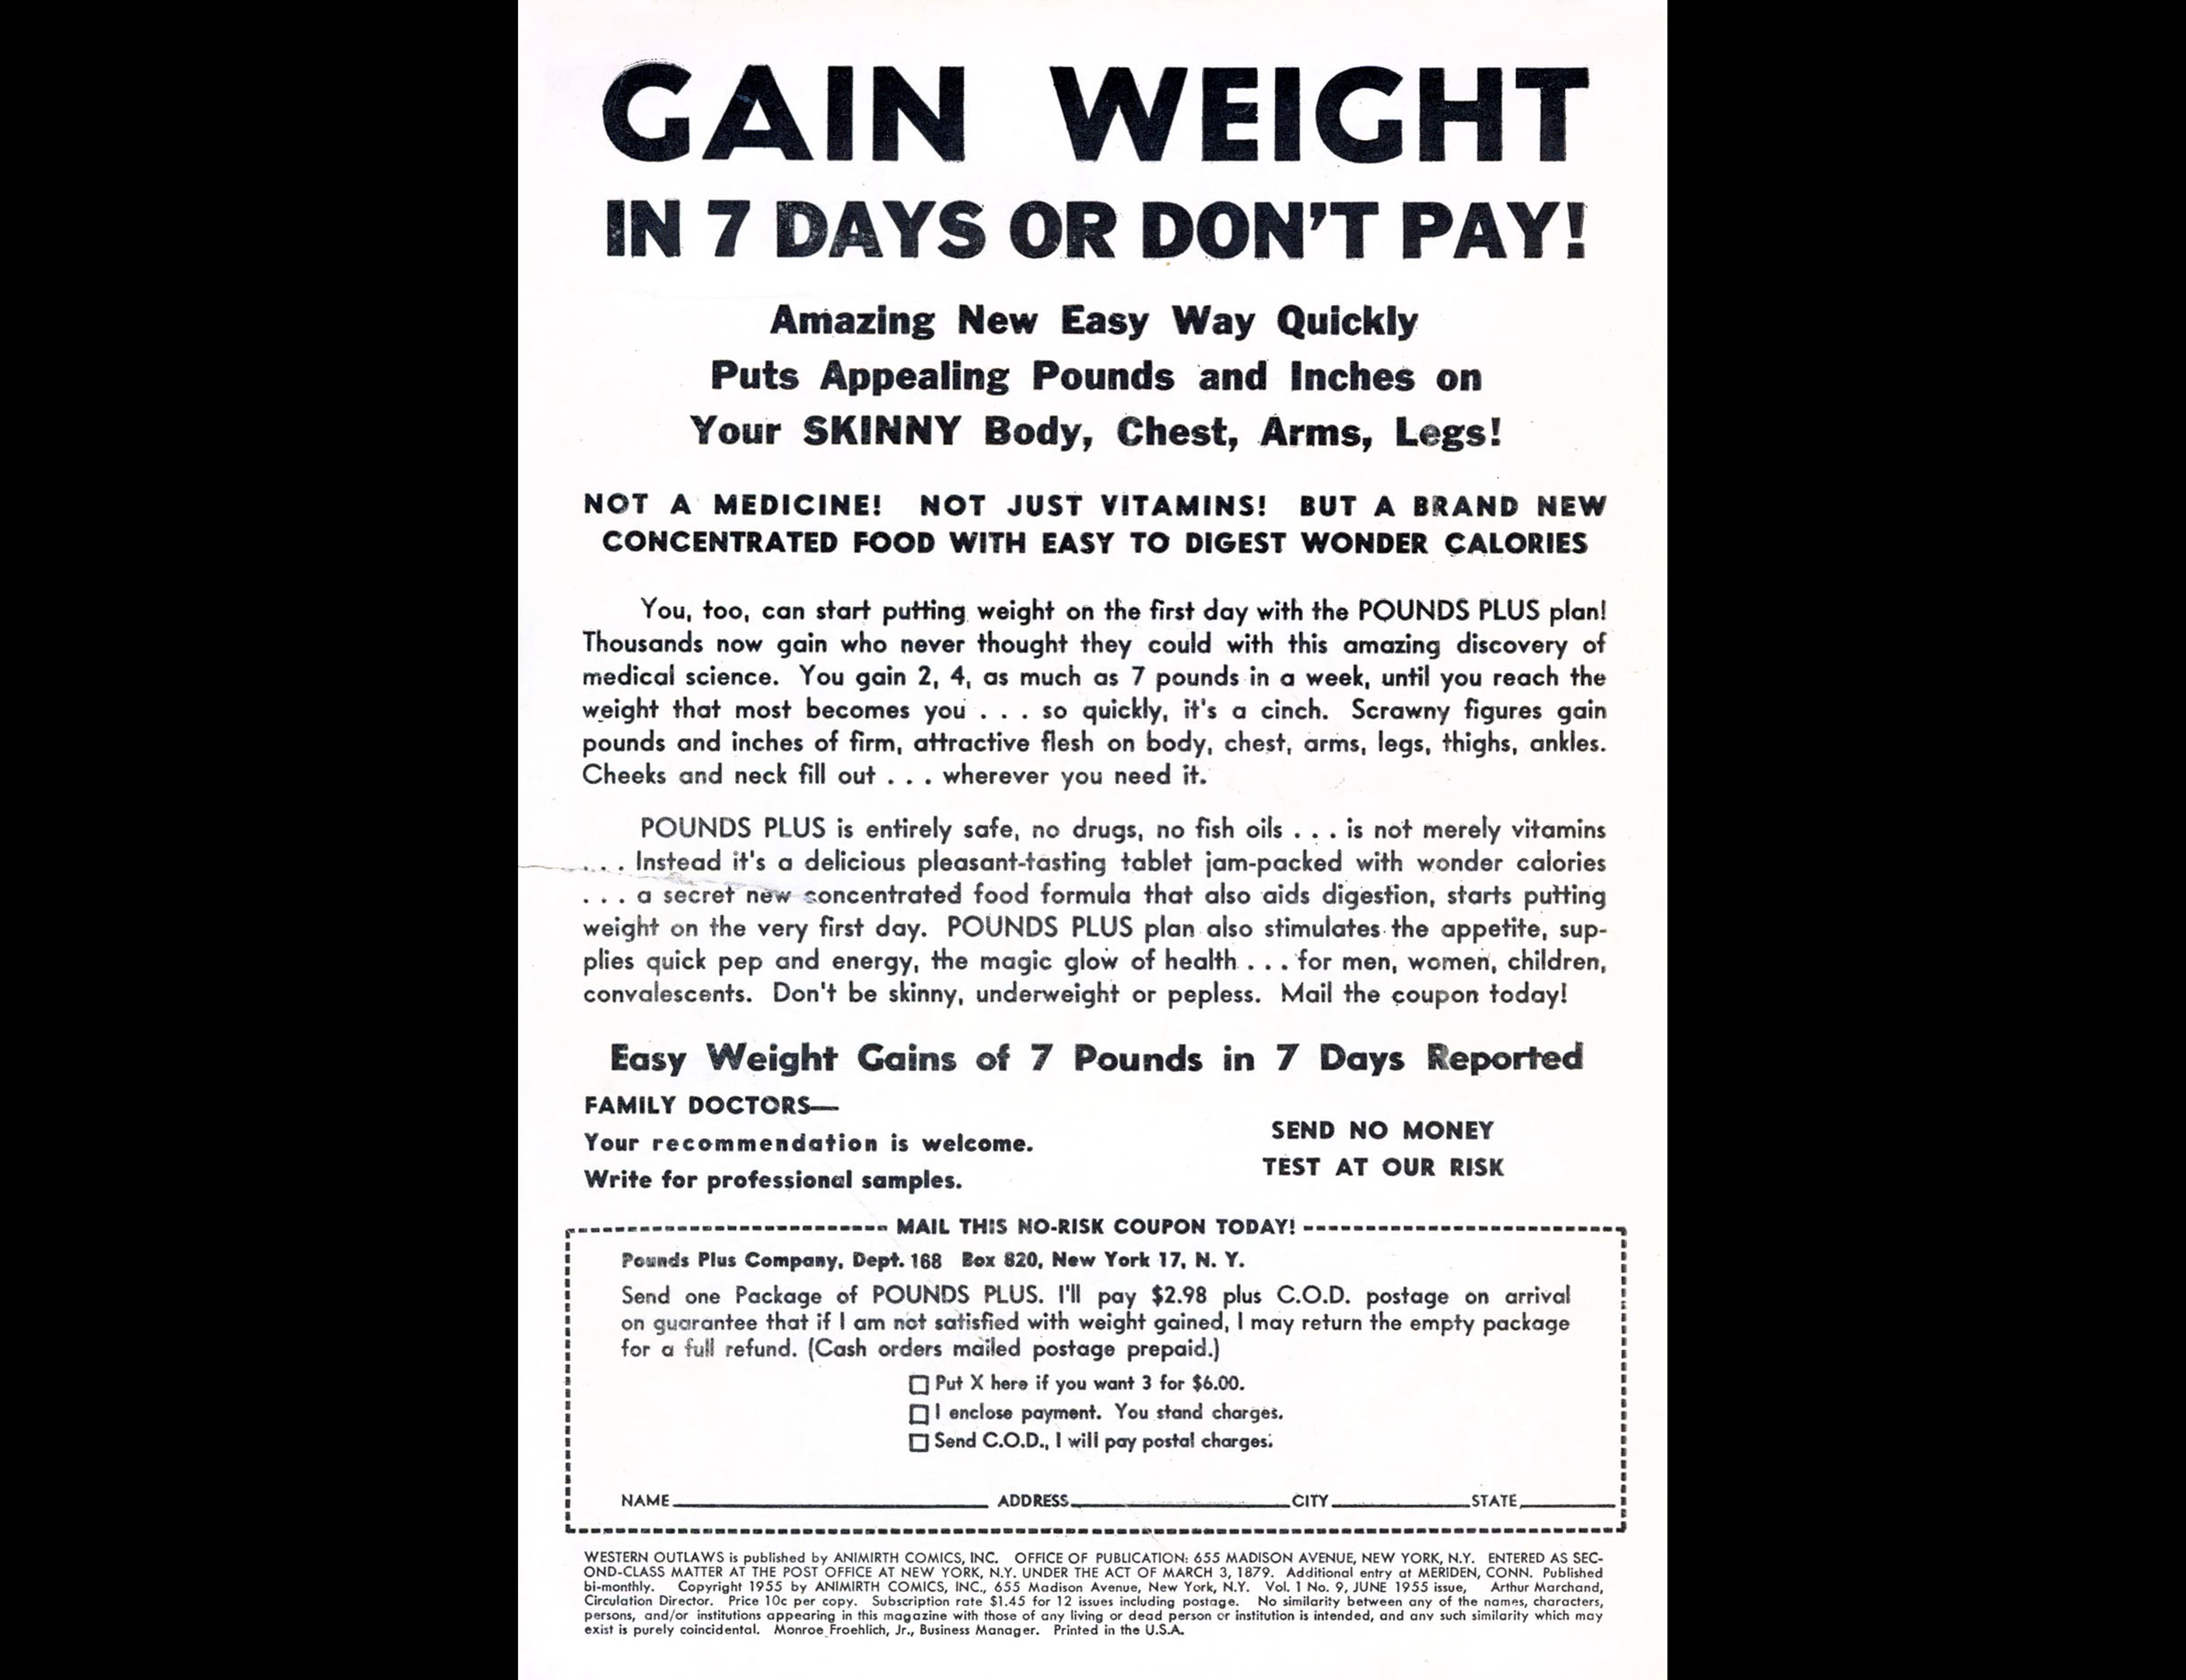 GAIN WEIGHT
IN 7 DAYS OR DON'T PAY!
Amazing New Easy Way Quickly
Puts Appealing Pounds and Inches on
Your SKINNY Body, Chest, Arms, Legs!
NOT A MEDICINE! NOT JUST VITAMINS! BUT A BRAND NEW
CONCENTRATED FOOD WITH EASY TO DIGEST WONDER CALORIES
You, too, can start putting weight on the first day with the POUNDS PLUS plan!
Thousands now gain who never thought they could with this amazing discovery of
medical science. You gain 2, 4, as much as 7 pounds in a week, until you reach the
weight that most becomes you . . . so quickly, it's a cinch. Scrawny figures gain
pounds and inches of firm, attractive flesh on body, chest, arms, legs, thighs, ankles.
Cheeks and neck fill out . . . wherever you need it.
POUNDS PLUS is entirely safe, no drugs, no fish oils . . . is not merely vitamins
. . . Instead it's a delicious pleasant-tasting tablet jam-packed with wonder calories
. . . a secret new concentrated food formula that also aids digestion, starts putting
weight on the very first day. POUNDS PLUS plan also stimulates the appetite, sup-
plies quick pep and energy, the magic glow of health . . . for men, women, children,
convalescents. Don't be skinny, underweight or pepless. Mail the coupon today!
Easy Weight Gains of 7 Pounds in 7 Days Reported
FAMILY DOCTORS—
Your recommendation is welcome.
Write for professional samples.
SEND NO MONEY
TEST AT OUR RISK
MAIL THIS NO-RISK COUPON TODAY!
Pounds Plus Company, Dept. 168 Box 820, New York 17, N. Y.
Send one Package of POUNDS PLUS. I'll pay $2.98 plus C.O.D. postage on arrival
on guarantee that if I am not satisfied with weight gained, I may return the empty package
for a full refund. (Cash orders mailed postage prepaid.)
Put X here if you want 3 for $6.00.
I enclose payment. You stand charges.
Send C.O.D., I will pay postal charges.
NAME ADDRESS CITY STATE
WESTERN OUTLAWS is published by ANIMIRTH COMICS, INC. OFFICE OF PUBLICATION: 655 MADISON AVENUE, NEW YORK, N.Y. ENTERED AS SEC-
OND-CLASS MATTER AT THE POST OFFICE AT NEW YORK, N.Y. UNDER THE ACT OF MARCH 3, 1879. Additional entry at MERIDEN, CONN. Published
bi-monthly. Copyright 1955 by ANIMIRTH COMICS, INC., 655 Madison Avenue, New York, N.Y. Vol. 1 No. 9, JUNE 1955 issue, Arthur Marchand,
Circulation Director. Price 10c per copy. Subscription rate $1.45 for 12 issues including postage. No similarity between any of the names, characters,
persons, and/or institutions appearing in this magazine with those of any living or dead person or institution is intended, and any such similarity which may
exist is purely coincidental. Monroe Froehlich, Jr., Business Manager. Printed in the U.S.A.